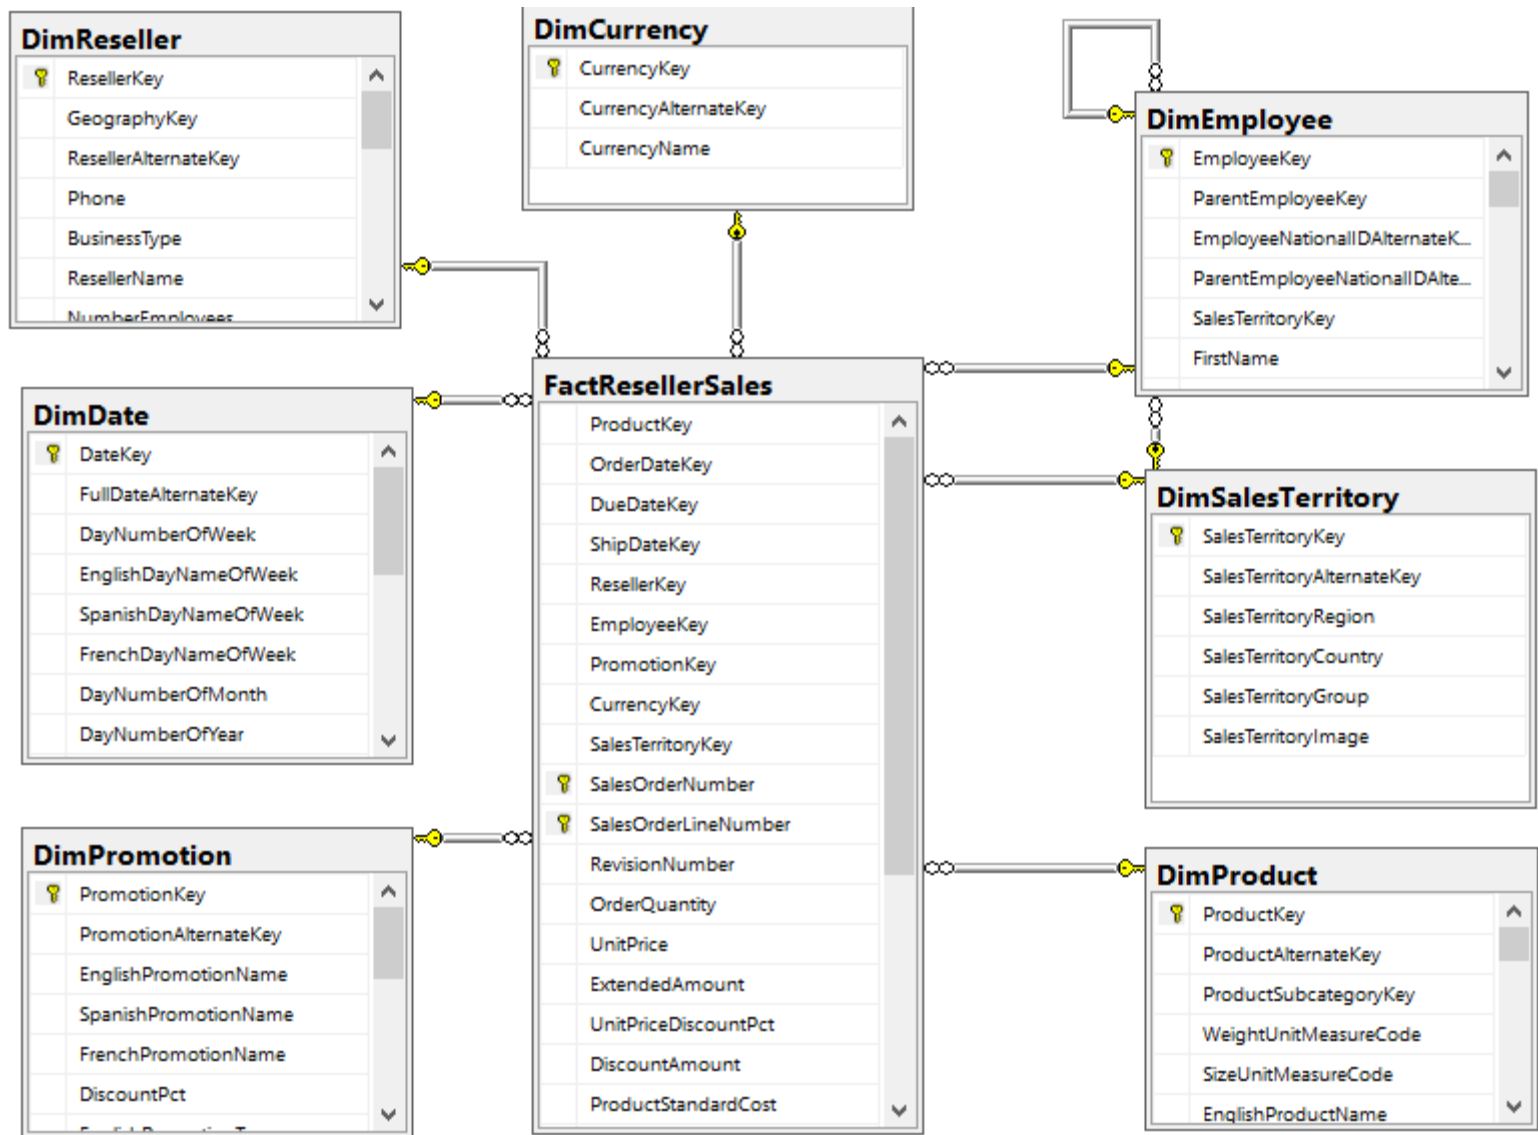 DimReseller
ResellerKey
GeographyKey
ResellerAlternateKey
Phone
BusinessType
ResellerName
NumberEmployees
DimCurrency
CurrencyKey
CurrencyAlternateKey
CurrencyName
DimEmployee
EmployeeKey
ParentEmployeeKey
EmployeeNationalIDAlternateK...
ParentEmployeeNationalIDAlte...
SalesTerritoryKey
FirstName
DimDate
DateKey
FullDateAlternateKey
DayNumberOfWeek
EnglishDayNameOfWeek
SpanishDayNameOfWeek
FrenchDayNameOfWeek
DayNumberOfMonth
DayNumberOfYear
FactResellerSales
ProductKey
OrderDateKey
DueDateKey
ShipDateKey
ResellerKey
EmployeeKey
PromotionKey
CurrencyKey
SalesTerritoryKey
SalesOrderNumber
SalesOrderLineNumber
RevisionNumber
OrderQuantity
UnitPrice
ExtendedAmount
UnitPriceDiscountPct
DiscountAmount
ProductStandardCost
DimSalesTerritory
SalesTerritoryKey
SalesTerritoryAlternateKey
SalesTerritoryRegion
SalesTerritoryCountry
SalesTerritoryGroup
SalesTerritoryImage
DimPromotion
PromotionKey
PromotionAlternateKey
EnglishPromotionName
SpanishPromotionName
FrenchPromotionName
DiscountPct
DimProduct
ProductKey
ProductAlternateKey
ProductSubcategoryKey
WeightUnitMeasureCode
SizeUnitMeasureCode
EnglishProductName